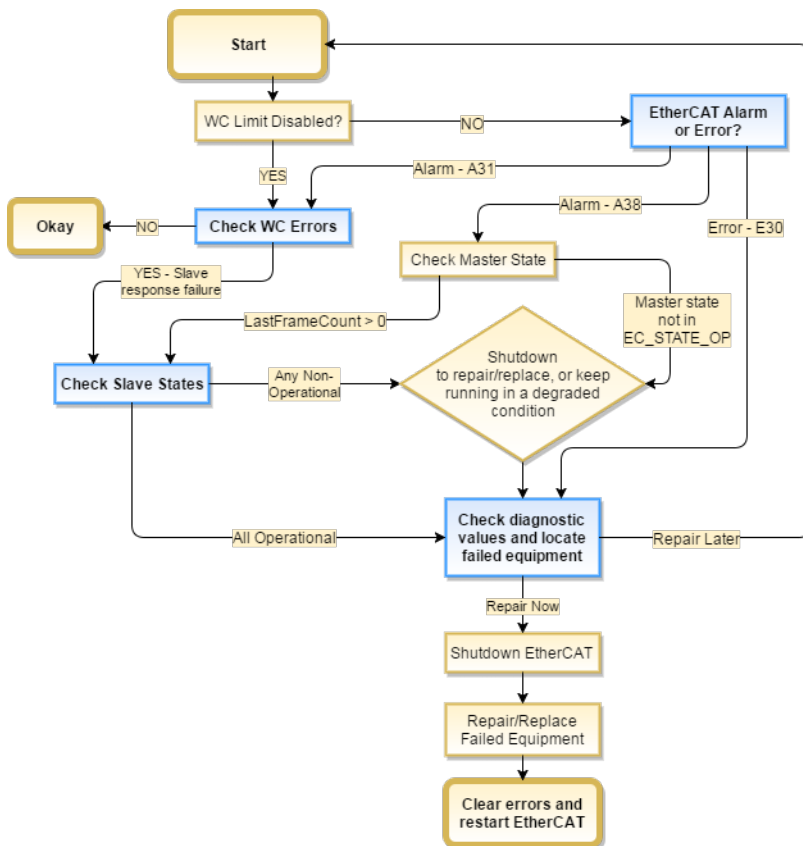 Start
WC Limit Disabled?
NO
EtherCAT Alarm
or Error?
YES
Alarm - A31
Alarm - A38
Error - E30
Okay
NO
Check WC Errors
Check Master State
YES - Slave
response failure
LastFrameCount > 0
Master state
not in
EC_STATE_OP
Check Slave States
Any Non-
Operational
Shutdown
to repair/replace, or keep
running in a degraded
condition
All Operational
Check diagnostic
values and locate
failed equipment
Repair Later
Repair Now
Shutdown EtherCAT
Repair/Replace
Failed Equipment
Clear errors and
restart EtherCAT